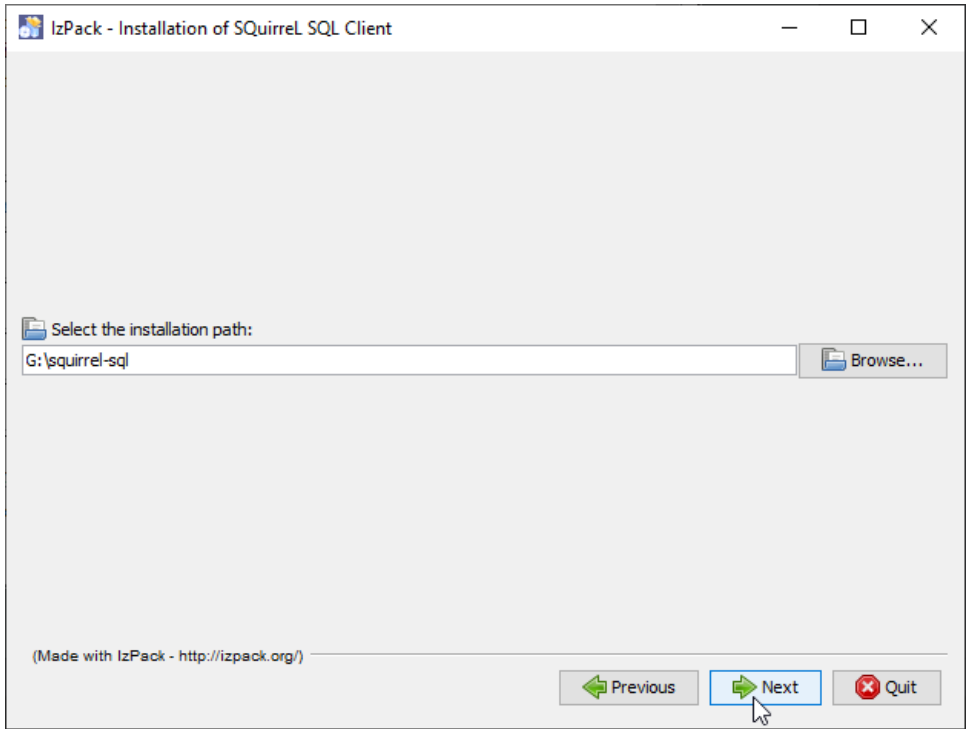 IzPack - Installation of SQuirreL SQL Client
Select the installation path:
G:\squirrel-sql
Browse...
(Made with IzPack - http://izpack.org/)
Previous
Next
Quit